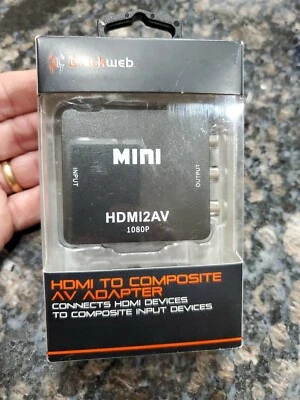 MINI
INPUT
OUTPUT
HDMI2AV
1080P
HDMI TO COMPOSITE
AV ADAPTER
CONNECTS HDMI DEVICES
TO COMPOSITE INPUT DEVICES